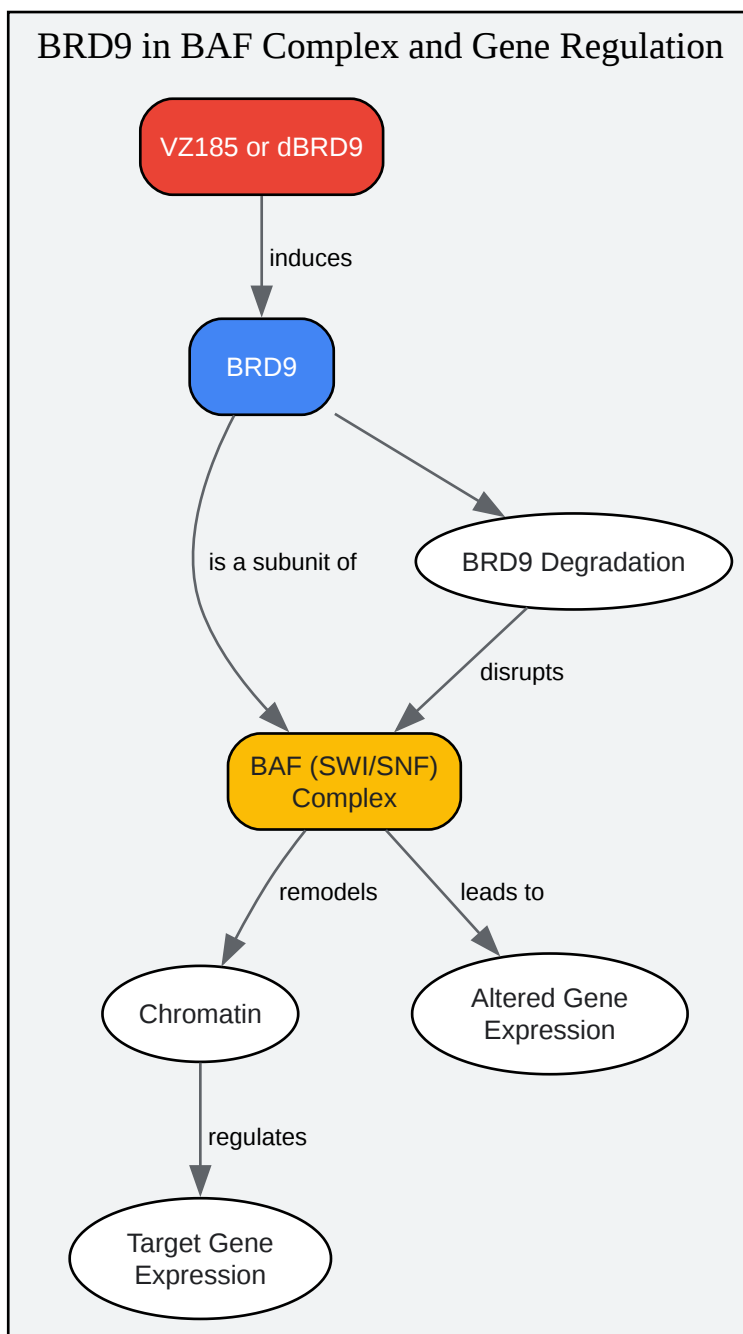 BRD9 in BAF Complex and Gene Regulation
VZ185 or dBRD9
induces
BRD9
is a subunit of
BRD9 Degradation
disrupts
BAF (SWI/SNF)
Complex
remodels
leads to
Chromatin
Altered Gene
Expression
regulates
Target Gene
Expression